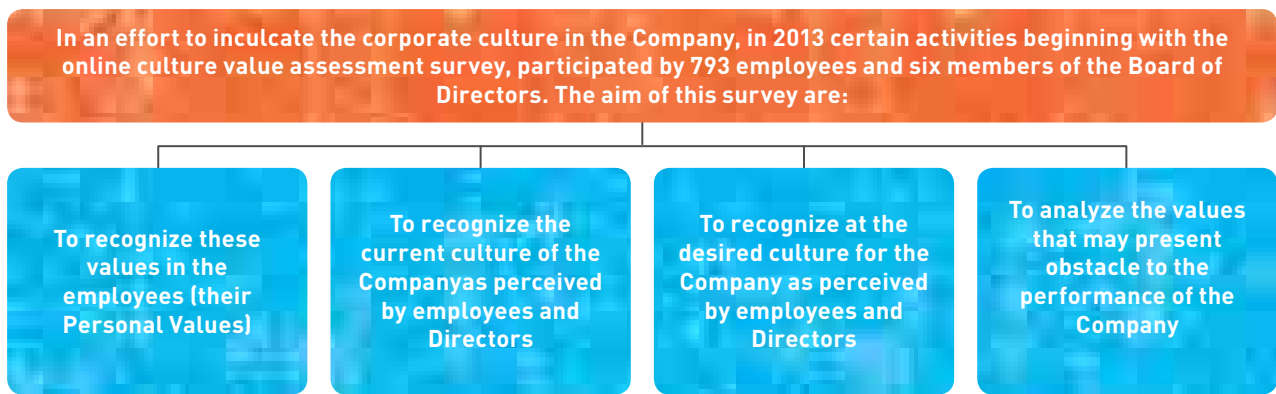 In an effort to inculcate the corporate culture in the Company, in 2013 certain activities beginning with the
online culture value assessment survey, participated by 793 employees and six members of the Board of
Directors. The aim of this survey are:
To recognize these
values in the
employees (their
Personal Values)
To recognize the
current culture of the
Companyas perceived
by employees and
Directors
To recognize at the
desired culture for the
Company as perceived
by employees and
Directors
To analyze the values
that may present
obstacle to the
performance of the
Company